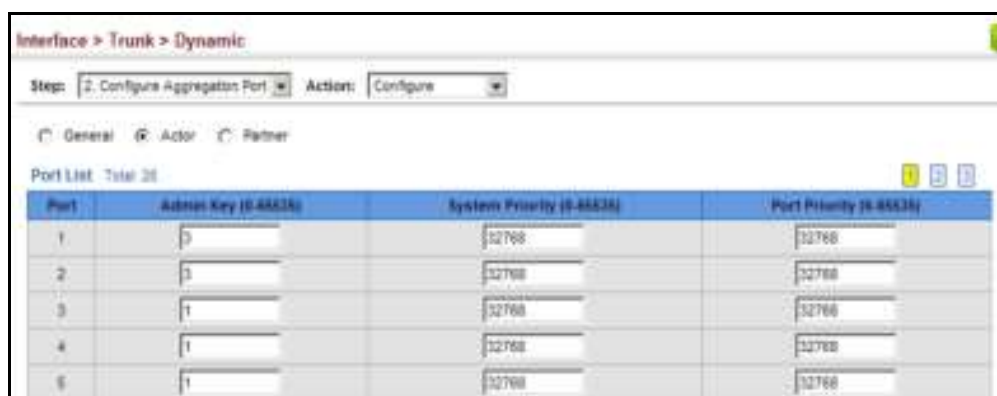 Interface > Trunk > Dynamic
Step: 2. Configure Aggregation Port Action: Configure
General Actor Partner
Port List Total: 28
1 2 3
Port Admin Key (0-65535) System Priority (0-65535) Port Priority (0-65535)
1 3 32768 32768
2 3 32768 32768
3 1 32768 32768
4 1 32768 32768
5 1 32768 32768